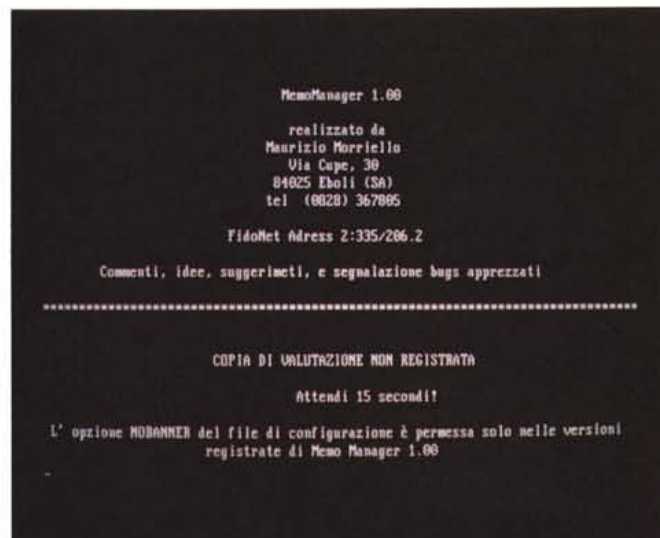 MemoManager 1.00
realizzato da
Maurizio Morriello
Via Cupe, 30
84025 Eboli (SA)
tel (0828) 367805
FidoNet Adress 2:335/206.2
Commenti, idee, suggerimeti, e segnalazione bugs apprezzati
COPIA DI VALUTAZIONE NON REGISTRATA
Attendi 15 secondi!
L' opzione NOBANNER del file di configurazione è permessa solo nelle versioni
registrate di Memo Manager 1.00